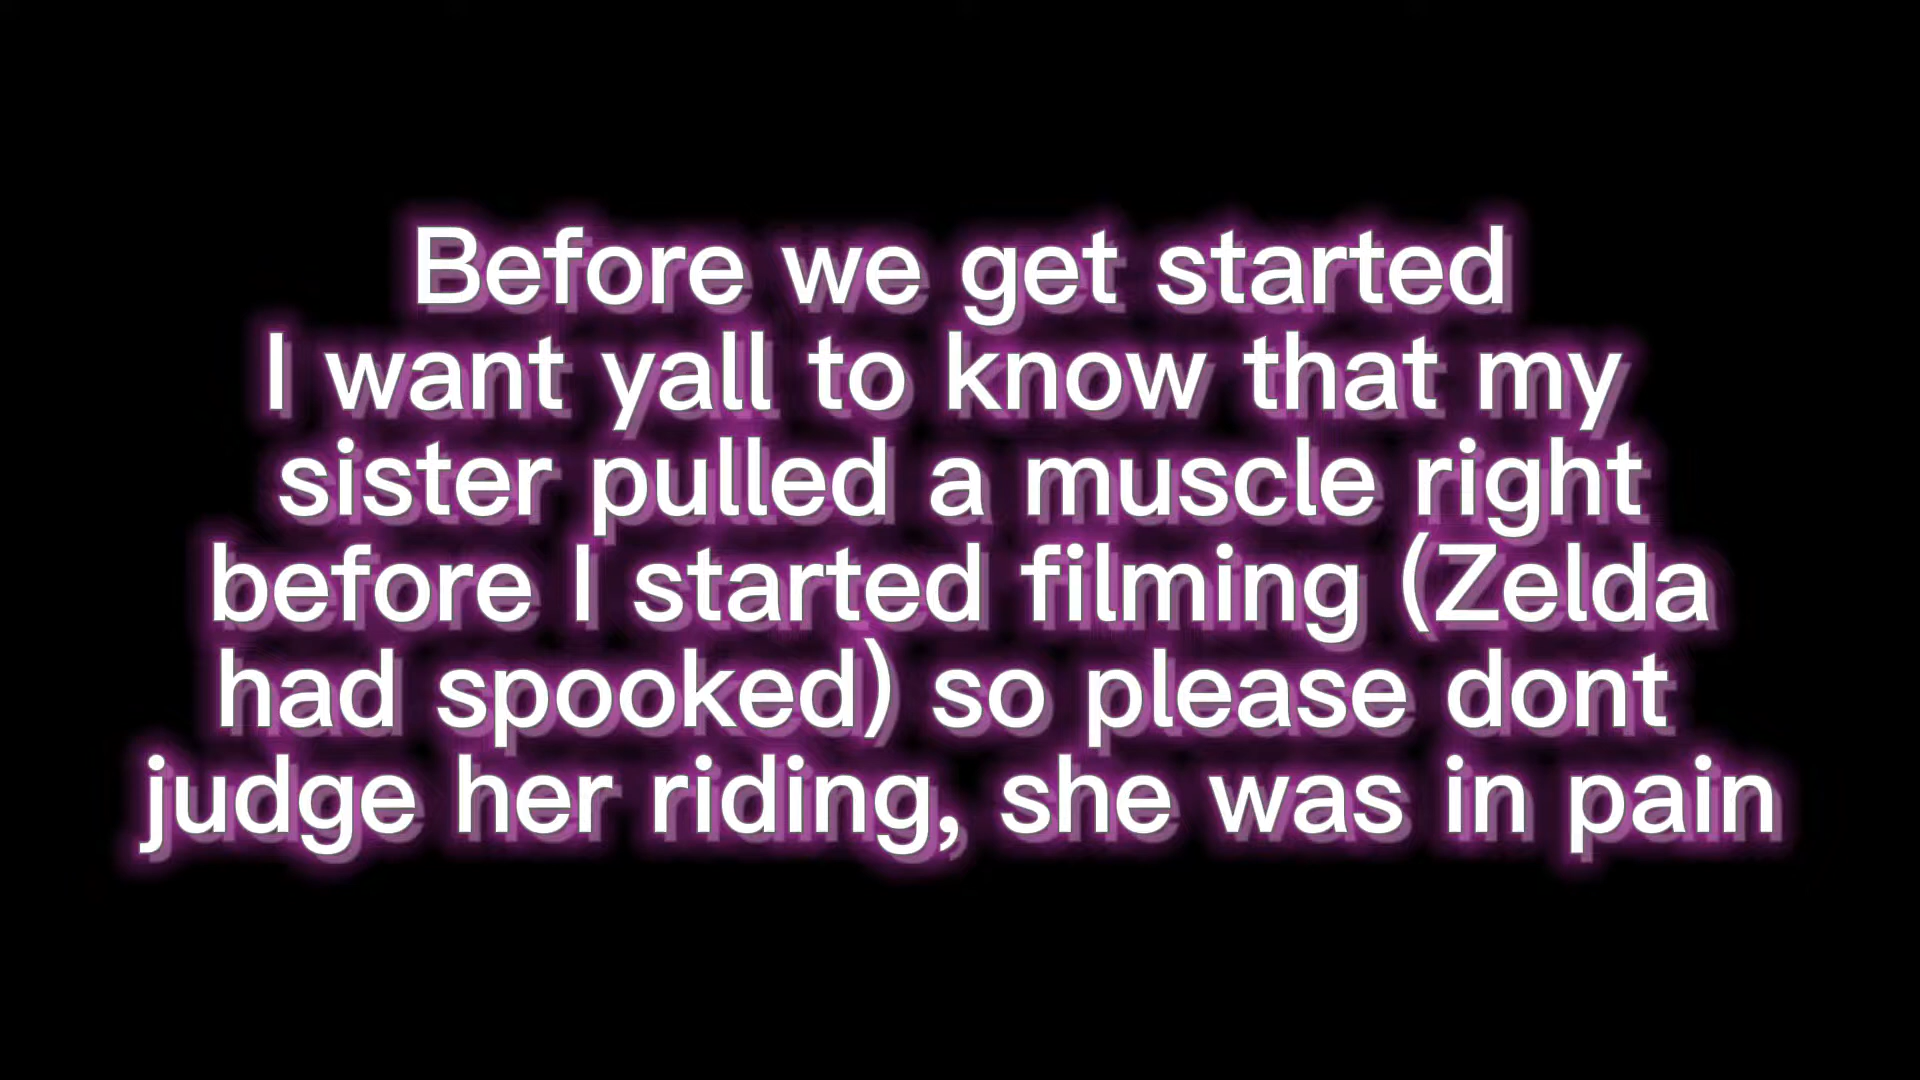 Before we get started
I want yall to know that my
sister pulled a muscle right
before I started filming (Zelda
had spooked) so please dont
judge her riding, she was in pain